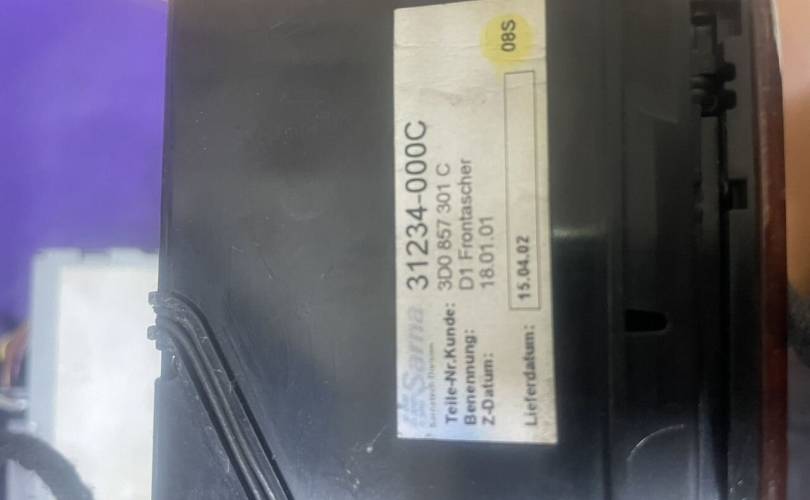 Sarna 31234-000C
Teile-Nr.Kunde: 3D0 857 301 C
Benennung: D1 Frontascher
Z-Datum: 18.01.01
Lieferdatum: 15.04.02
08S